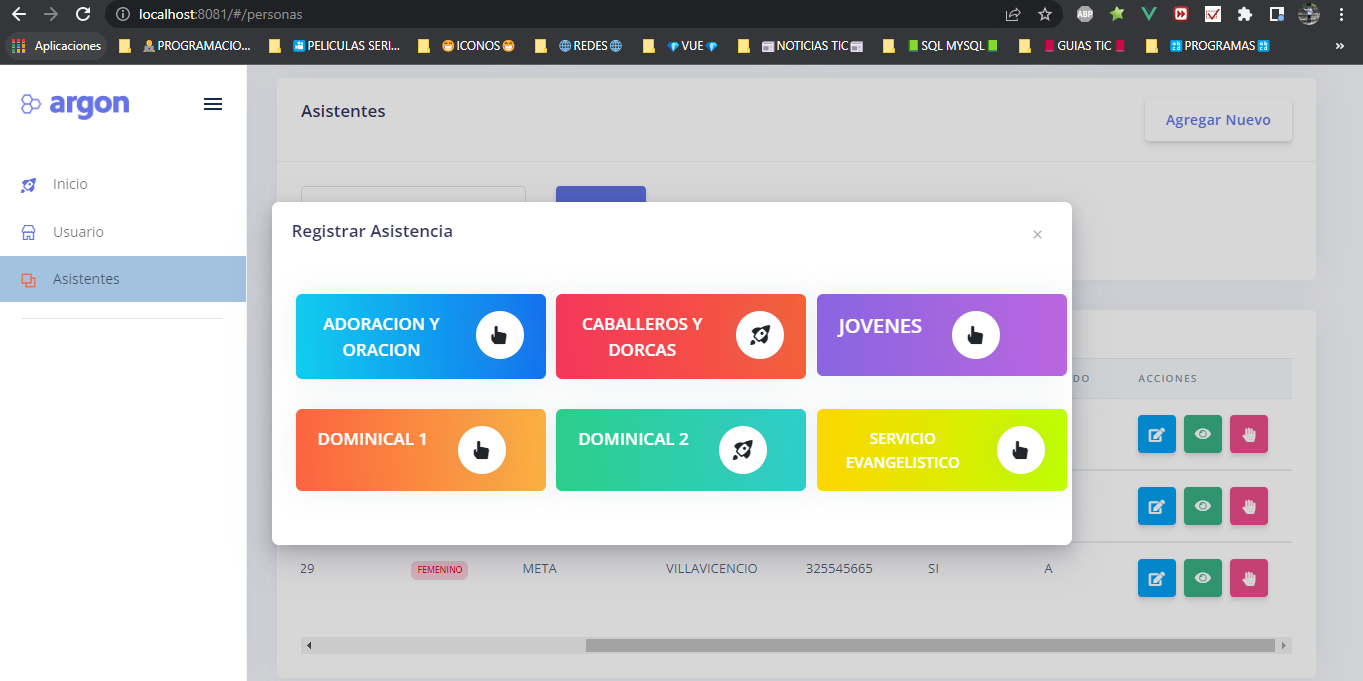 localhost:8081/#/personas
ABP
Aplicaciones PROGRAMACIO... PELICULAS SERI... ICONOS REDES VUE NOTICIAS TIC SQL MYSQL GUIAS TIC PROGRAMAS »
argon
Inicio
Usuario
Asistentes
Asistentes
Agregar Nuevo
Registrar Asistencia
×
ADORACION Y
ORACION
CABALLEROS Y
DORCAS
JOVENES
DOMINICAL 1
DOMINICAL 2
SERVICIO
EVANGELISTICO
DO ACCIONES
29 FEMENINO META VILLAVICENCIO 325545665 SI A